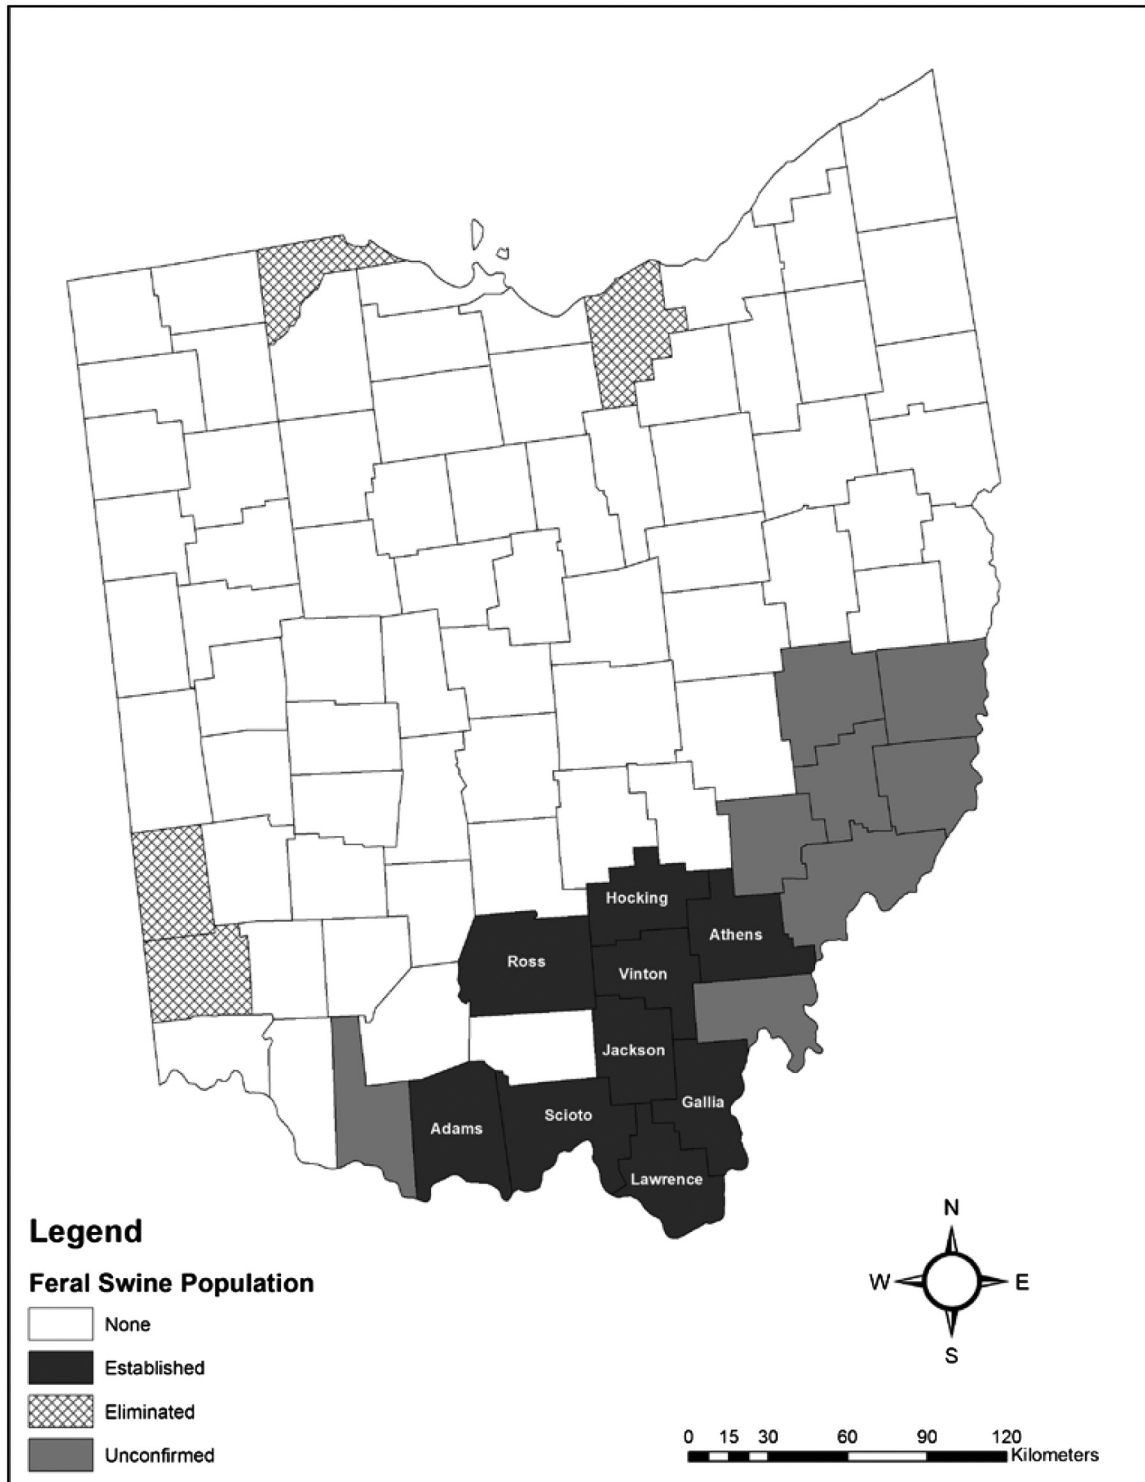 Hocking
Athens
Ross
Vinton
Jackson
Gallia
Scioto
Adams
Lawrence
Legend
Feral Swine Population
None
Established
Eliminated
Unconfirmed
N
W E
S
0 15 30 60 90 120
Kilometers